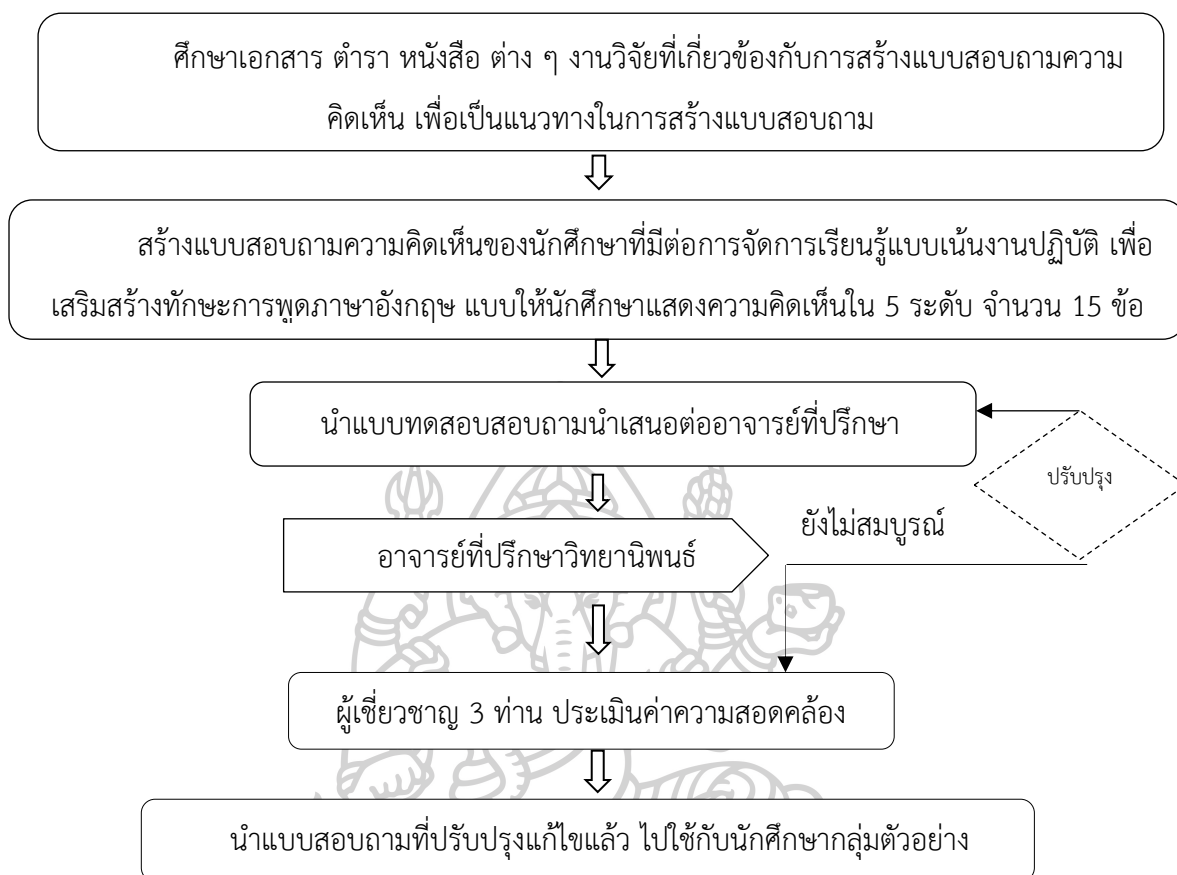 ศึกษาเอกสาร ตำรา หนังสือ ต่าง ๆ งานวิจัยที่เกี่ยวข้องกับการสร้างแบบสอบถามความ
คิดเห็น เพื่อเป็นแนวทางในการสร้างแบบสอบถาม
สร้างแบบสอบถามความคิดเห็นของนักศึกษาที่มีต่อการจัดการเรียนรู้แบบเน้นงานปฏิบัติ เพื่อ
เสริมสร้างทักษะการพูดภาษาอังกฤษ แบบให้นักศึกษาแสดงความคิดเห็นใน 5 ระดับ จำนวน 15 ข้อ
นำแบบทดสอบสอบถามนำเสนอต่ออาจารย์ที่ปรึกษา
ปรับปรุง
ยังไม่สมบูรณ์
อาจารย์ที่ปรึกษาวิทยานิพนธ์
ผู้เชี่ยวชาญ 3 ท่าน ประเมินค่าความสอดคล้อง
นำแบบสอบถามที่ปรับปรุงแก้ไขแล้ว ไปใช้กับนักศึกษากลุ่มตัวอย่าง